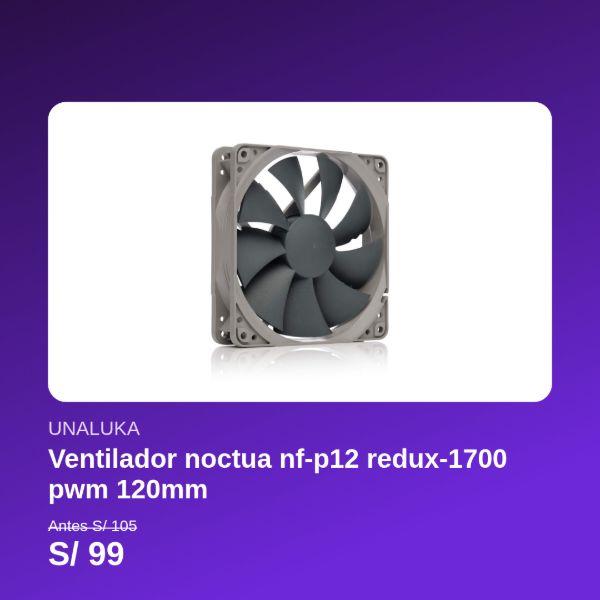 UNALUKA
Ventilador noctua nf-p12 redux-1700
pwm 120mm
Antes S/ 105
S/ 99